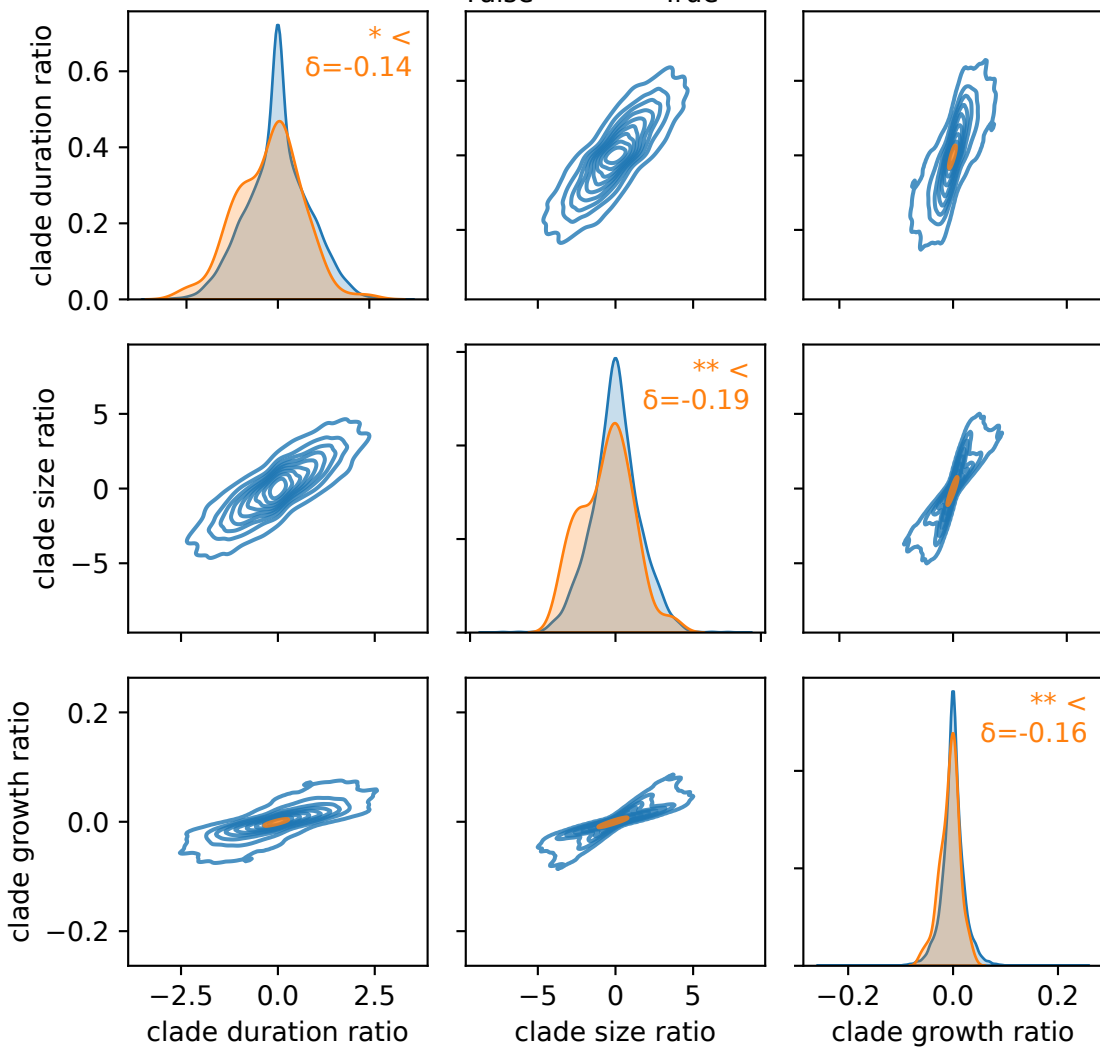 True
clade duration ratio
0.6
0.4
0.2
0.0
* <
δ=-0.14
clade size ratio
5
0
−5
** <
δ=-0.19
clade growth ratio
0.2
0.0
−0.2
** <
δ=-0.16
−2.5 0.0 2.5
−5 0 5
−0.2 0.0 0.2
clade duration ratio
clade size ratio
clade growth ratio